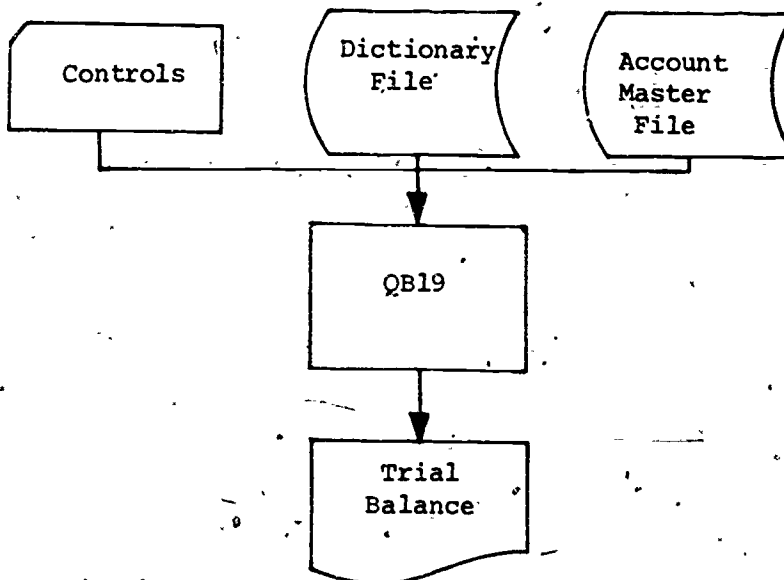 Controls
Dictionary
File
Account
Master
File
QB19
Trial
Balance